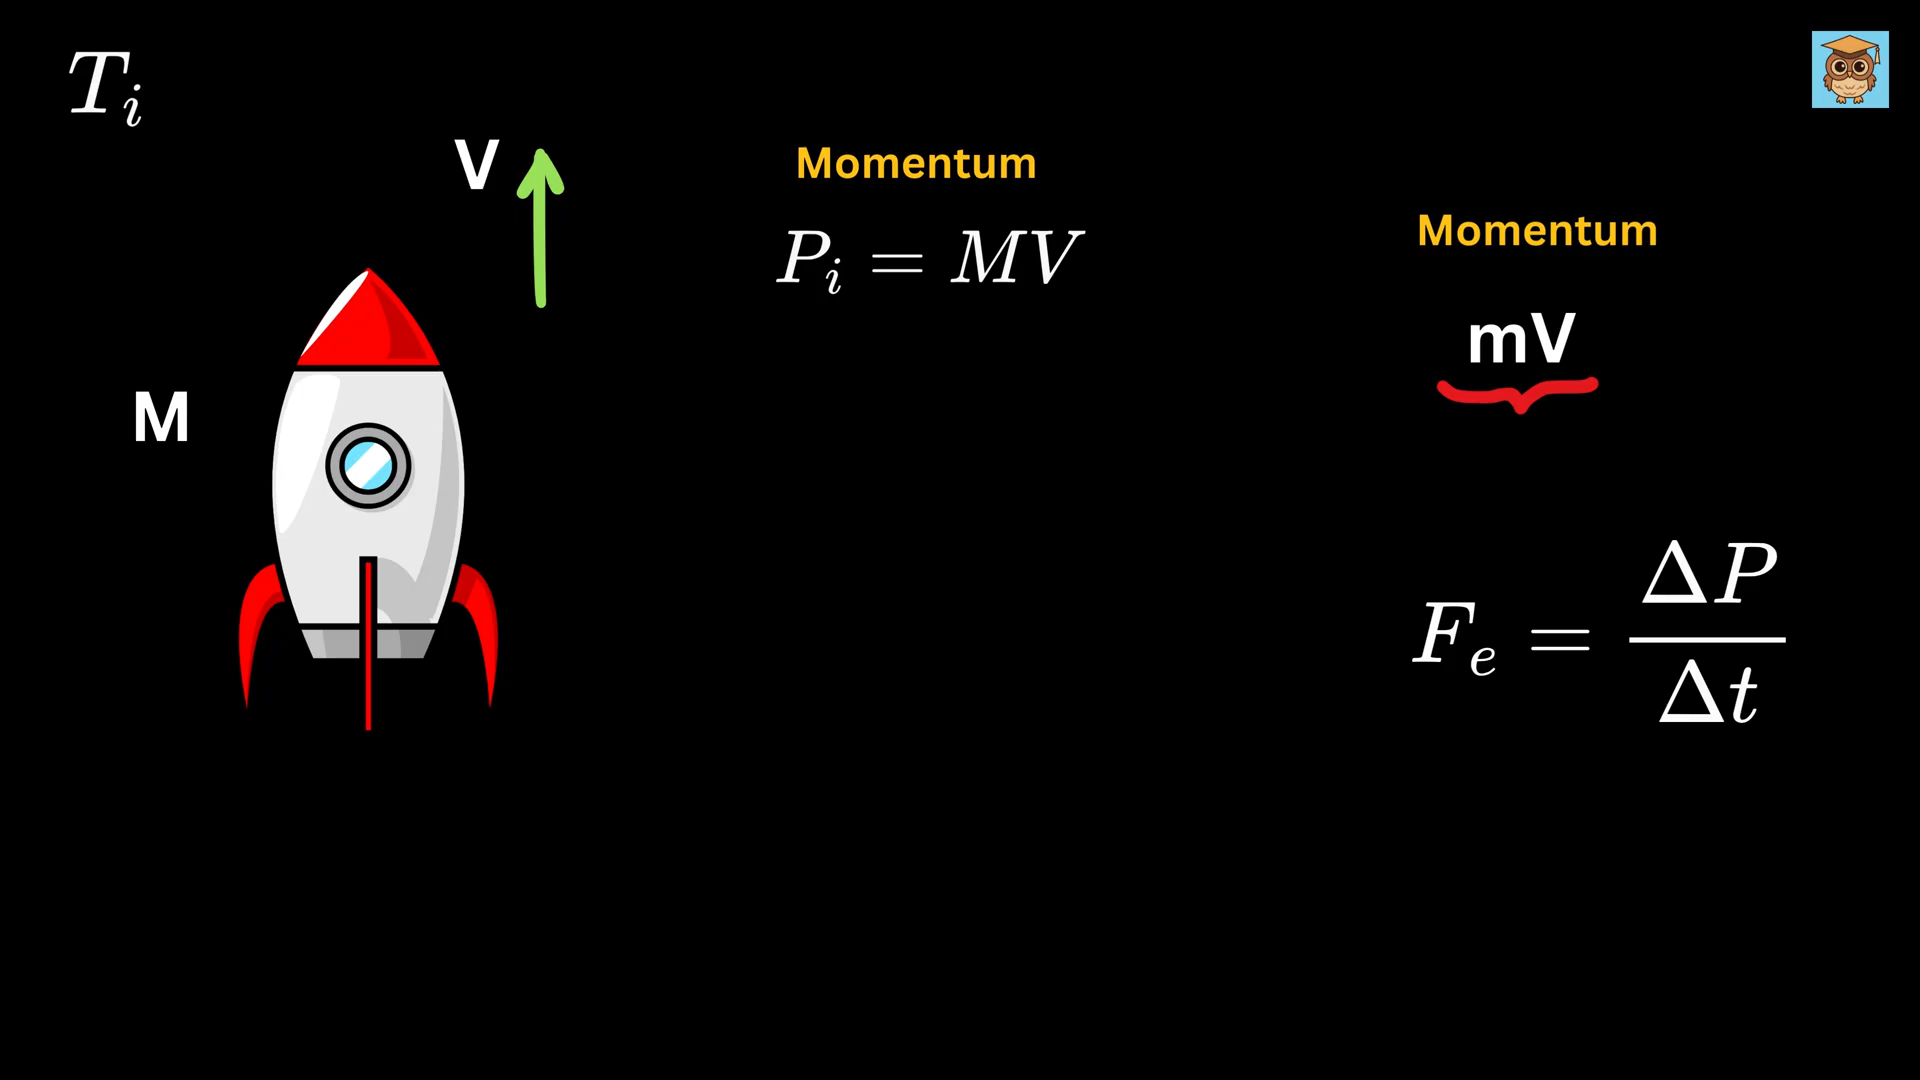 T_i
V
M
Momentum
P_i = MV
Momentum
mV
F_e = ΔP/Δt